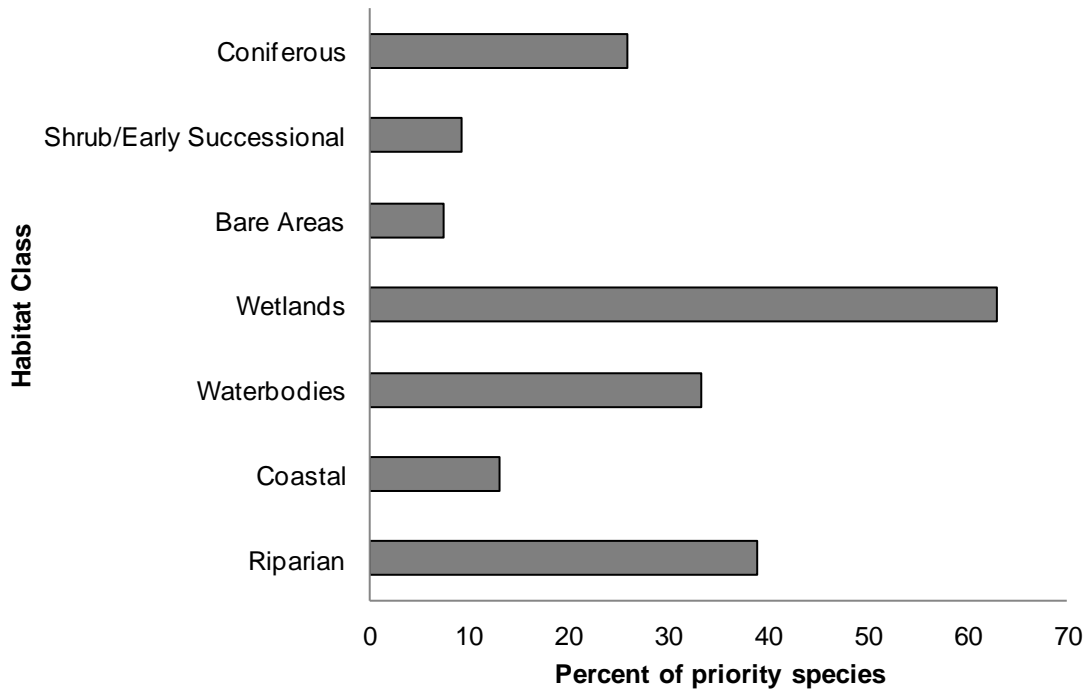 Coniferous
Shrub/Early Successional
Bare Areas
Wetlands
Waterbodies
Coastal
Riparian
Habitat Class
0 10 20 30 40 50 60 70
Percent of priority species